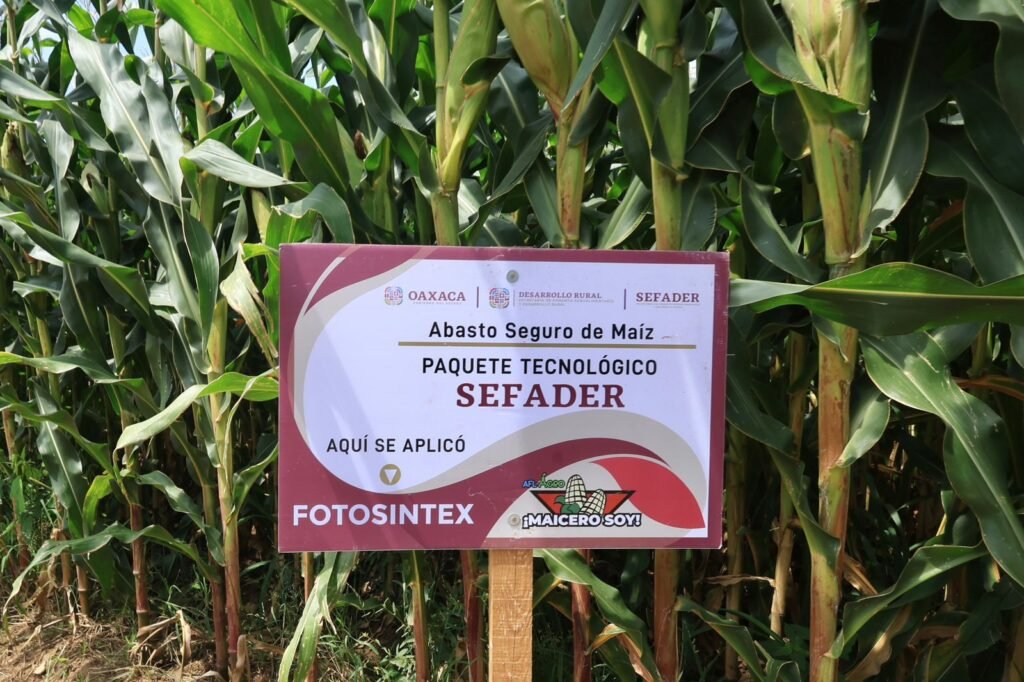 OAXACA
DESARROLLO RURAL
SEFADER
Abasto Seguro de Maíz
PAQUETE TECNOLÓGICO
SEFADER
AQUÍ SE APLICÓ
FOTOSINTEX
¡MAICERO SOY!